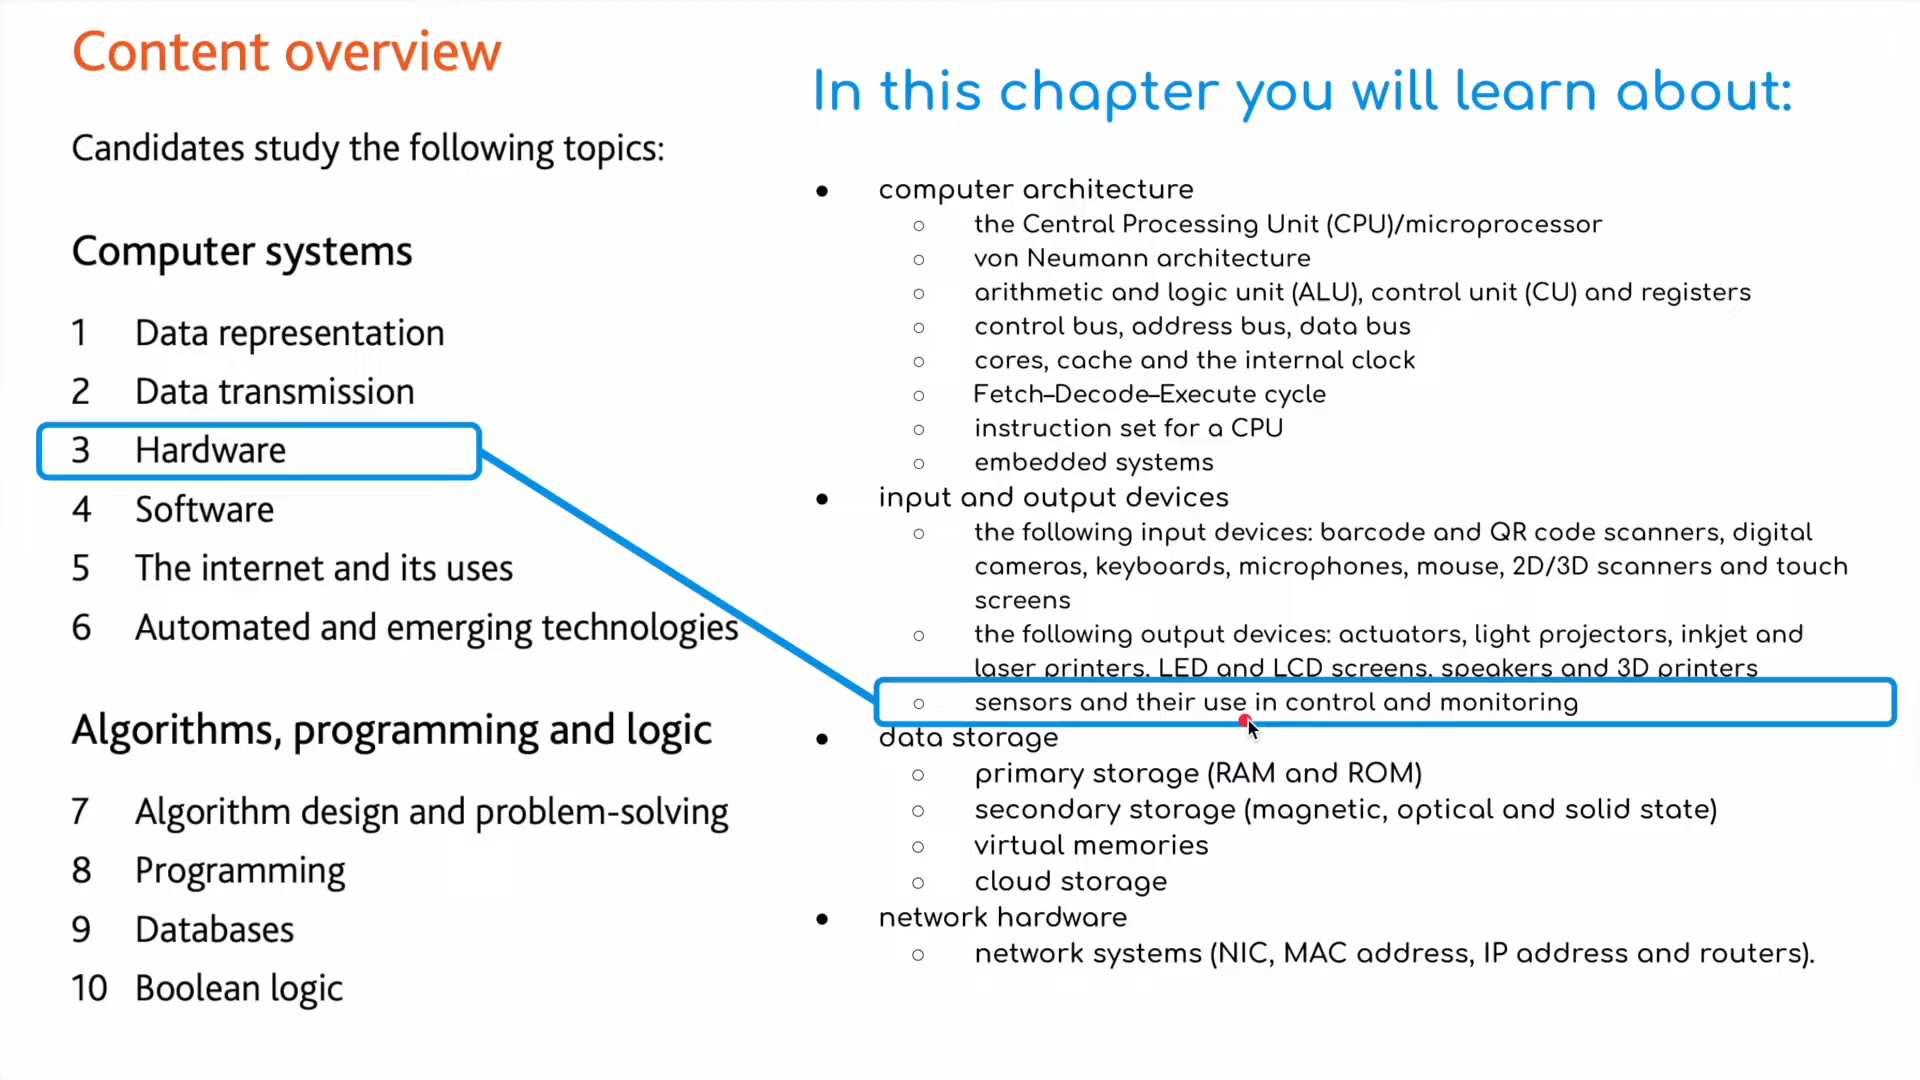 Content overview
Candidates study the following topics:
Computer systems
1 Data representation
2 Data transmission
3 Hardware
4 Software
5 The internet and its uses
6 Automated and emerging technologies
Algorithms, programming and logic
7 Algorithm design and problem-solving
8 Programming
9 Databases
10 Boolean logic
In this chapter you will learn about:
● computer architecture
○ the Central Processing Unit (CPU)/microprocessor
○ von Neumann architecture
○ arithmetic and logic unit (ALU), control unit (CU) and registers
○ control bus, address bus, data bus
○ cores, cache and the internal clock
○ Fetch–Decode–Execute cycle
○ instruction set for a CPU
○ embedded systems
● input and output devices
○ the following input devices: barcode and QR code scanners, digital
cameras, keyboards, microphones, mouse, 2D/3D scanners and touch
screens
○ the following output devices: actuators, light projectors, inkjet and
laser printers, LED and LCD screens, speakers and 3D printers
○ sensors and their use in control and monitoring
● data storage
○ primary storage (RAM and ROM)
○ secondary storage (magnetic, optical and solid state)
○ virtual memories
○ cloud storage
● network hardware
○ network systems (NIC, MAC address, IP address and routers).